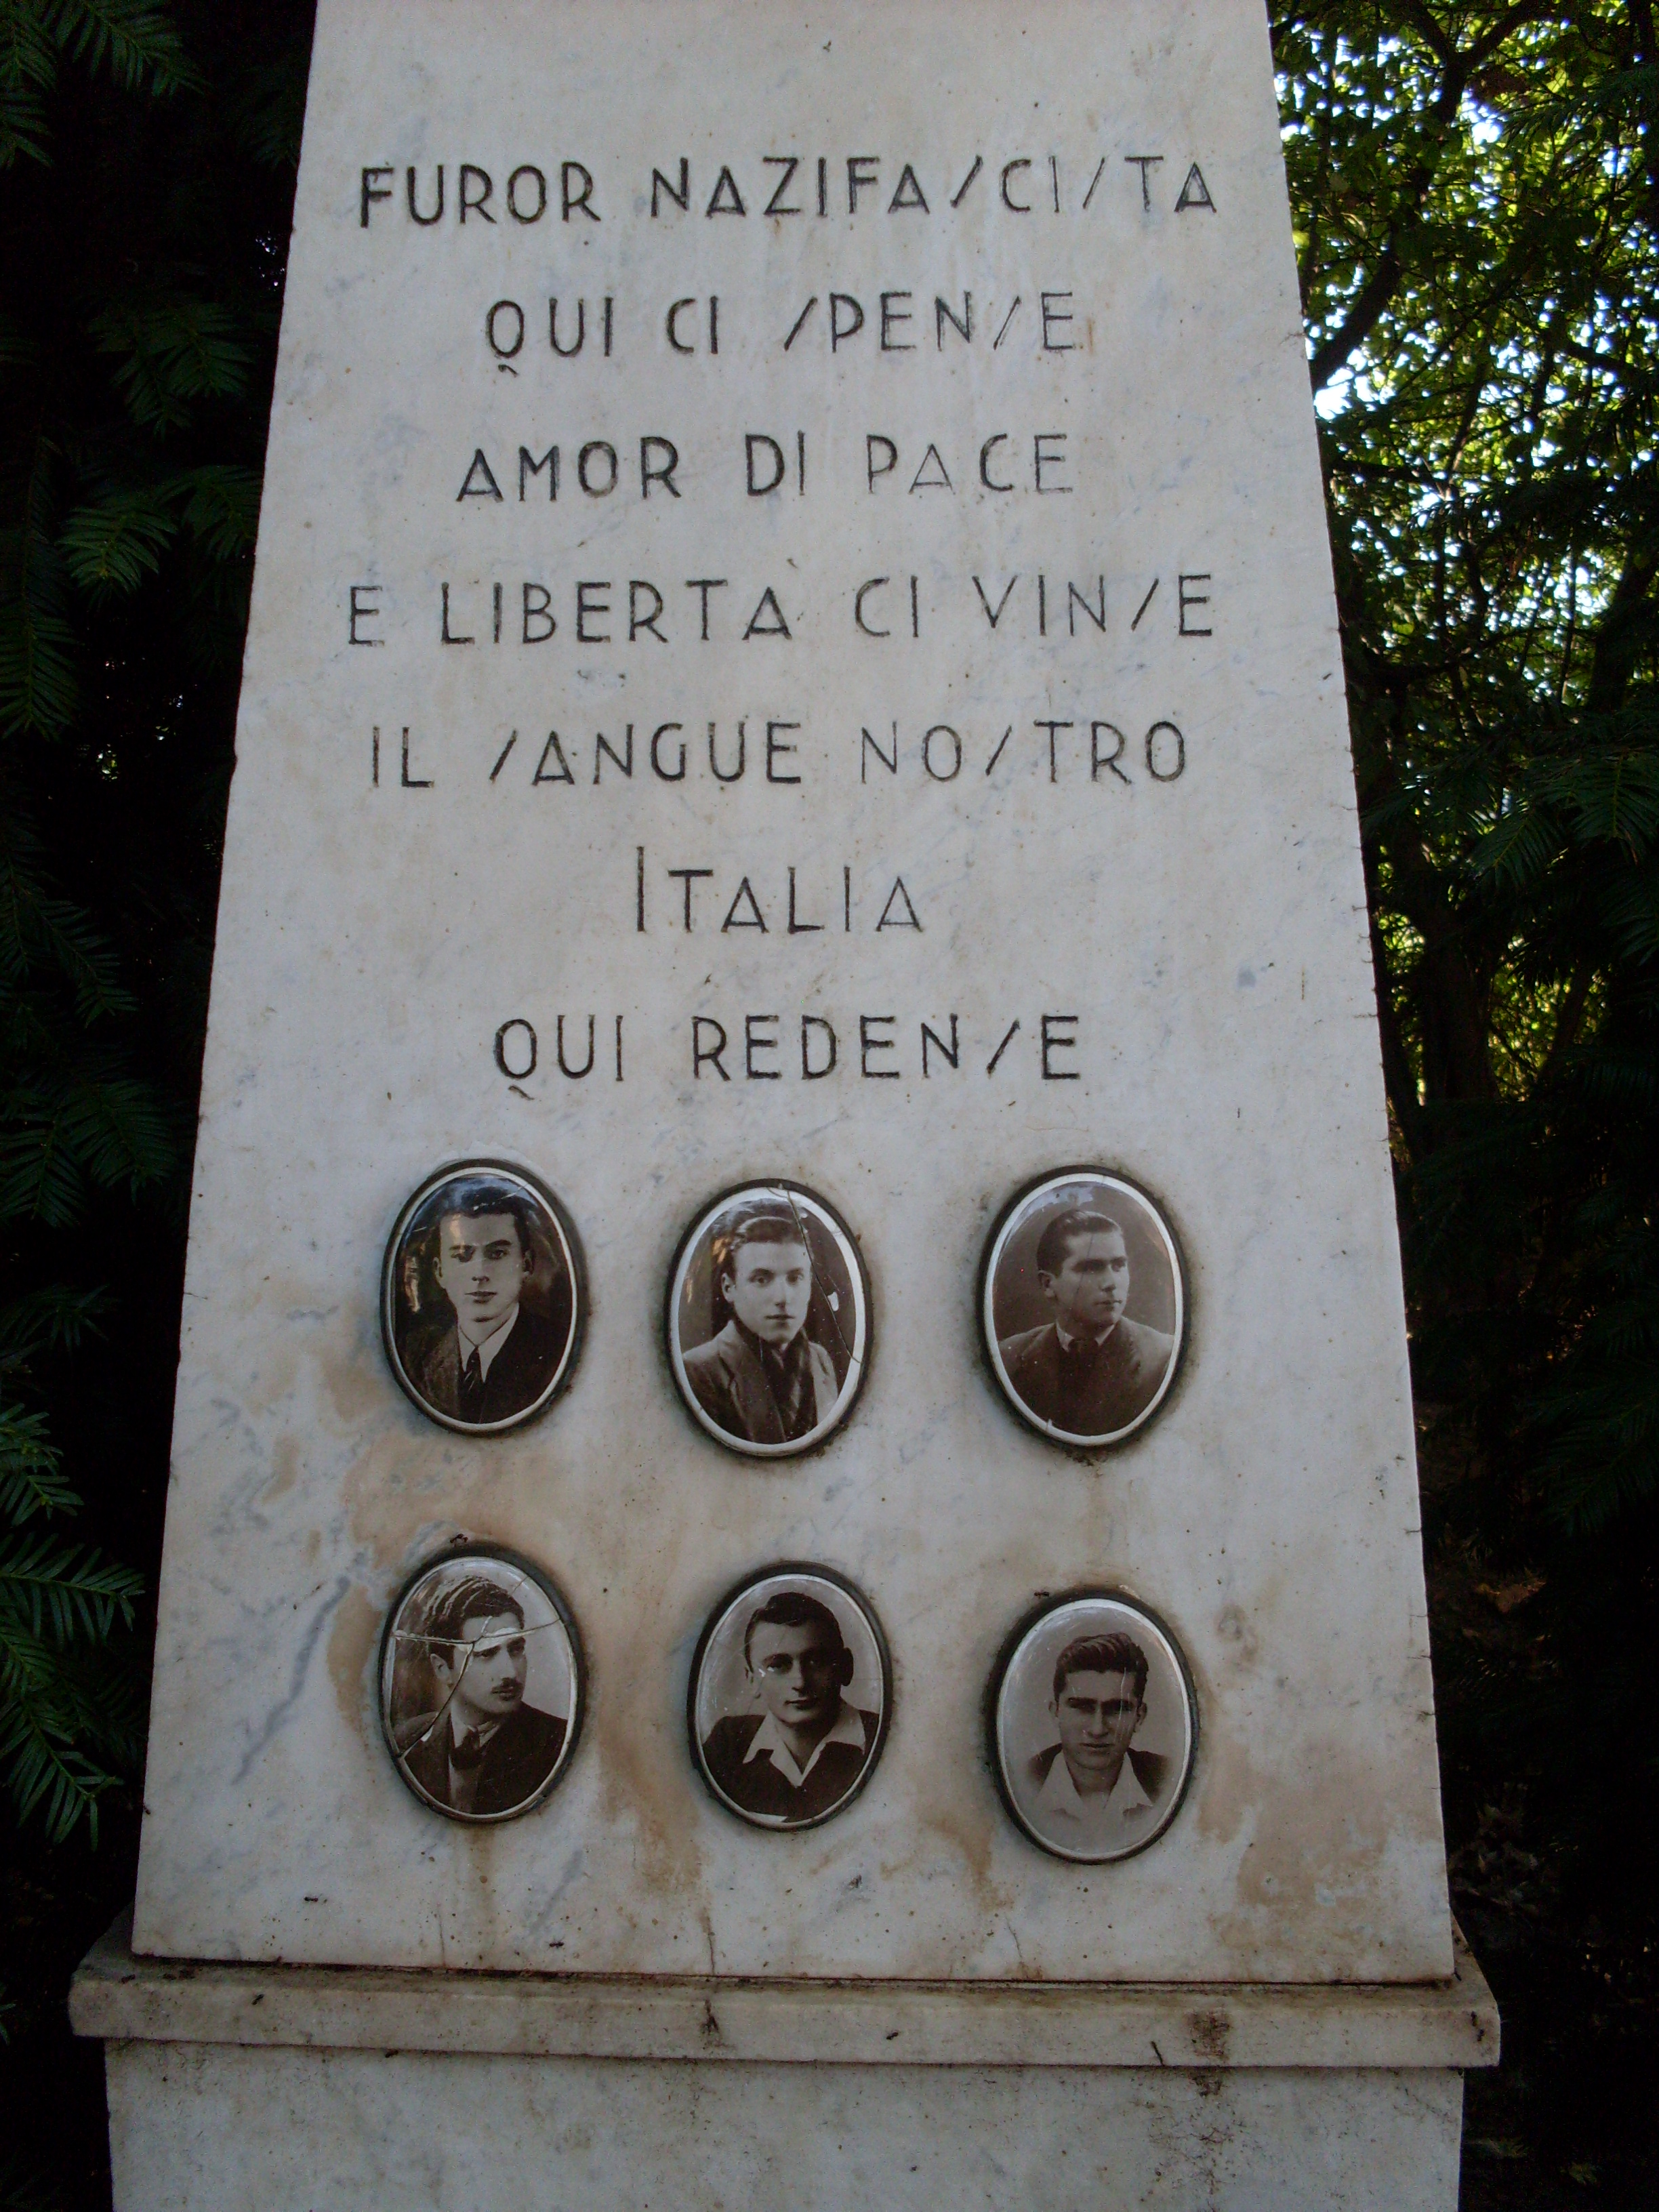 FUROR NAZIFASCISTA
QUI CI SPENSE
AMOR DI PACE
E LIBERTÀ CI VINSE
IL SANGUE NOSTRO
ITALIA
QUI REDENSE